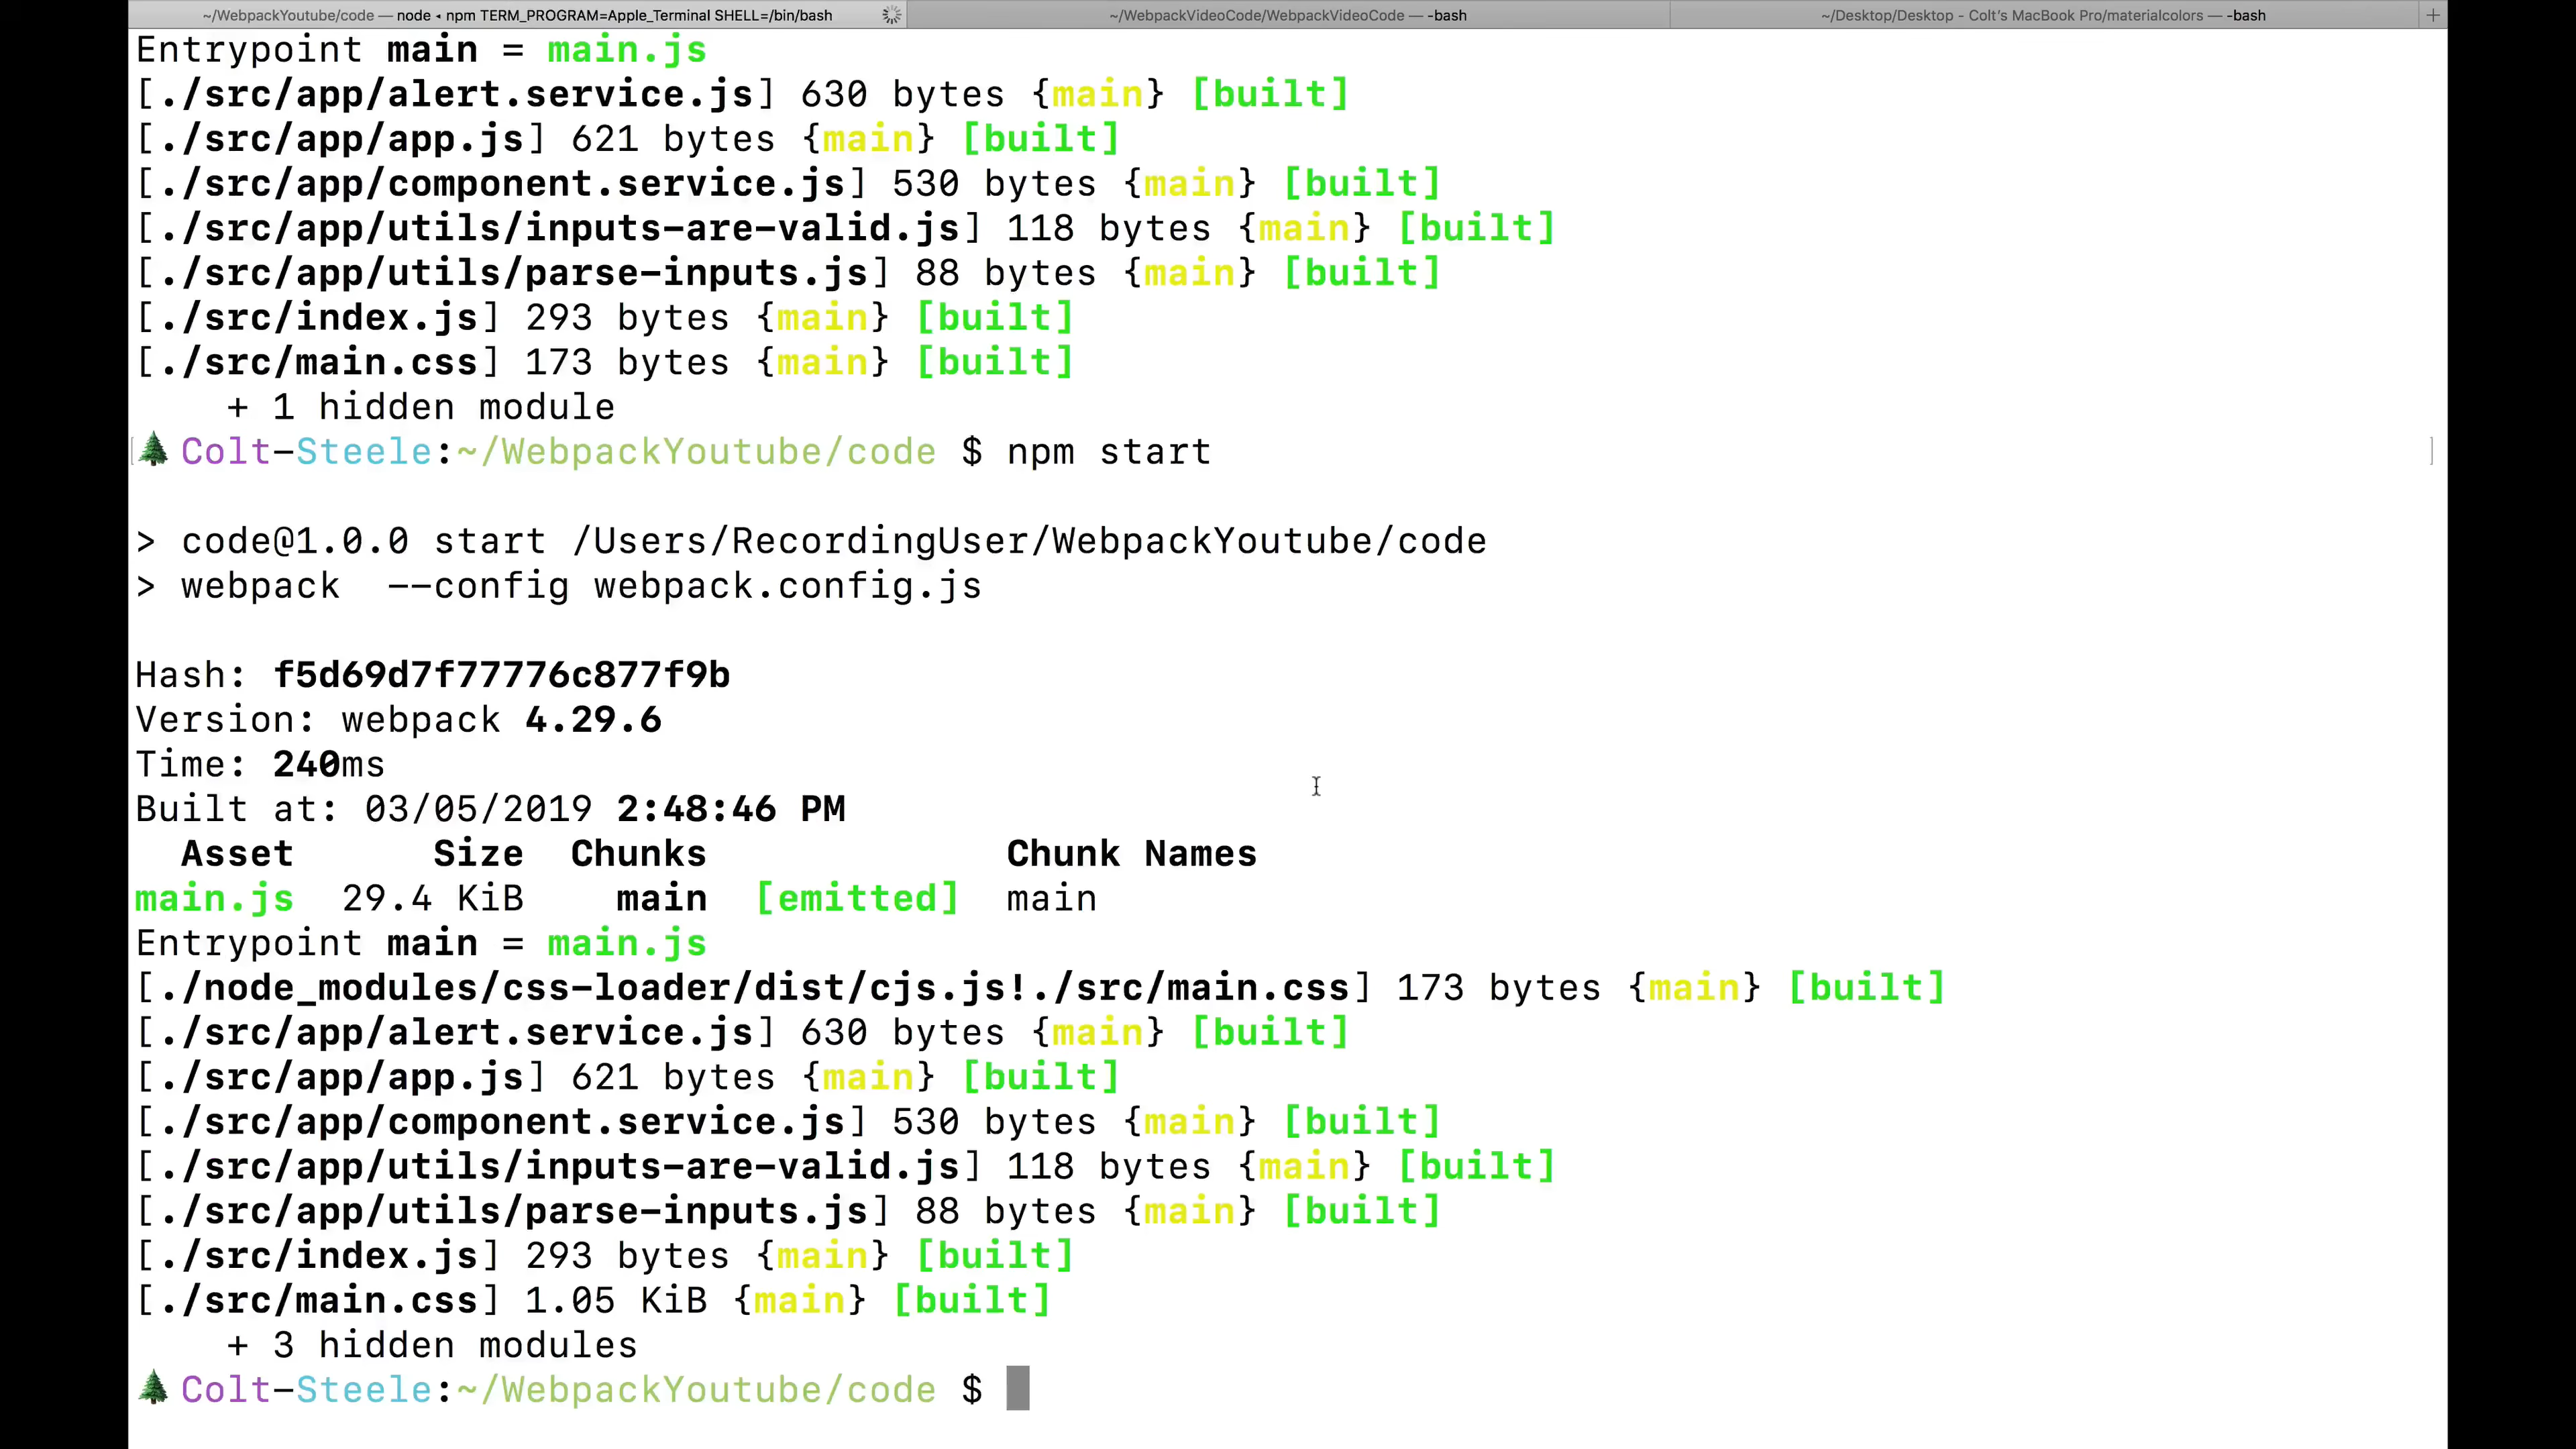 ~/WebpackYoutube/code — node ◂ npm TERM_PROGRAM=Apple_Terminal SHELL=/bin/bash
~/WebpackVideoCode/WebpackVideoCode — -bash
~/Desktop/Desktop - Colt's MacBook Pro/materialcolors — -bash
+
Entrypoint main = main.js
[./src/app/alert.service.js] 630 bytes {main} [built]
[./src/app/app.js] 621 bytes {main} [built]
[./src/app/component.service.js] 530 bytes {main} [built]
[./src/app/utils/inputs-are-valid.js] 118 bytes {main} [built]
[./src/app/utils/parse-inputs.js] 88 bytes {main} [built]
[./src/index.js] 293 bytes {main} [built]
[./src/main.css] 173 bytes {main} [built]
+ 1 hidden module
Colt-Steele:~/WebpackYoutube/code $ npm start
> code@1.0.0 start /Users/RecordingUser/WebpackYoutube/code
> webpack  --config webpack.config.js
Hash: f5d69d7f77776c877f9b
Version: webpack 4.29.6
Time: 240ms
Built at: 03/05/2019 2:48:46 PM
Asset Size Chunks Chunk Names
main.js 29.4 KiB main [emitted] main
Entrypoint main = main.js
[./node_modules/css-loader/dist/cjs.js!./src/main.css] 173 bytes {main} [built]
[./src/app/alert.service.js] 630 bytes {main} [built]
[./src/app/app.js] 621 bytes {main} [built]
[./src/app/component.service.js] 530 bytes {main} [built]
[./src/app/utils/inputs-are-valid.js] 118 bytes {main} [built]
[./src/app/utils/parse-inputs.js] 88 bytes {main} [built]
[./src/index.js] 293 bytes {main} [built]
[./src/main.css] 1.05 KiB {main} [built]
+ 3 hidden modules
Colt-Steele:~/WebpackYoutube/code $